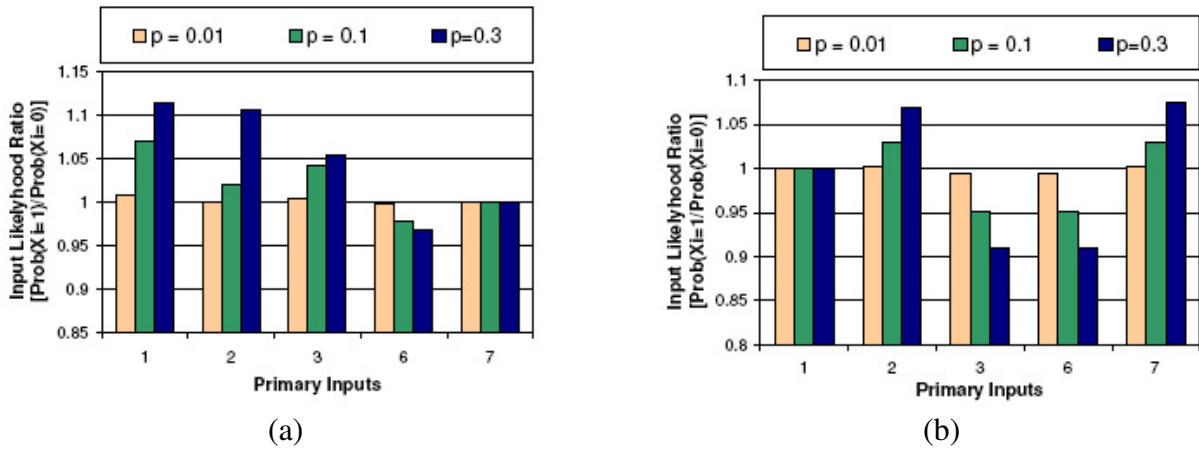 p = 0.01 p = 0.1 p=0.3
Input Likelyhood Ratio
[Prob(Xi=1)/Prob(Xi=0)]
1.15
1.1
1.05
1
0.95
0.9
0.85
1 2 3 6 7
Primary Inputs
(a)
p = 0.01 p = 0.1 p=0.3
Input Likelyhood Ratio
[Prob(Xi=1/Prob(Xi=0)]
1.1
1.05
1
0.95
0.9
0.85
0.8
1 2 3 6 7
Primary Inputs
(b)